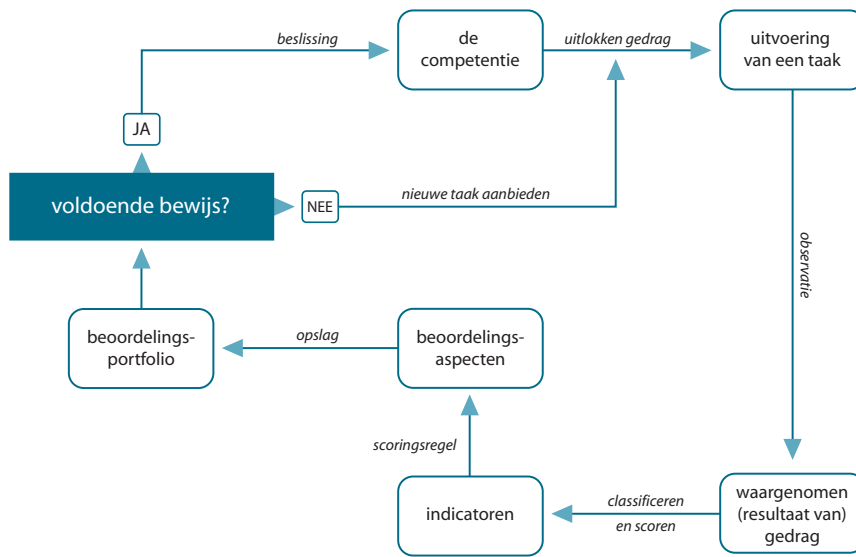 beslissing
de
competentie
uitlokken gedrag
uitvoering
van een taak
JA
voldoende bewijs?
NEE
nieuwe taak aanbieden
observatie
beoordelings-
portfolio
opslag
beoordelings-
aspecten
scoringsregel
indicatoren
classificeren
en scoren
waargenomen
(resultaat van)
gedrag